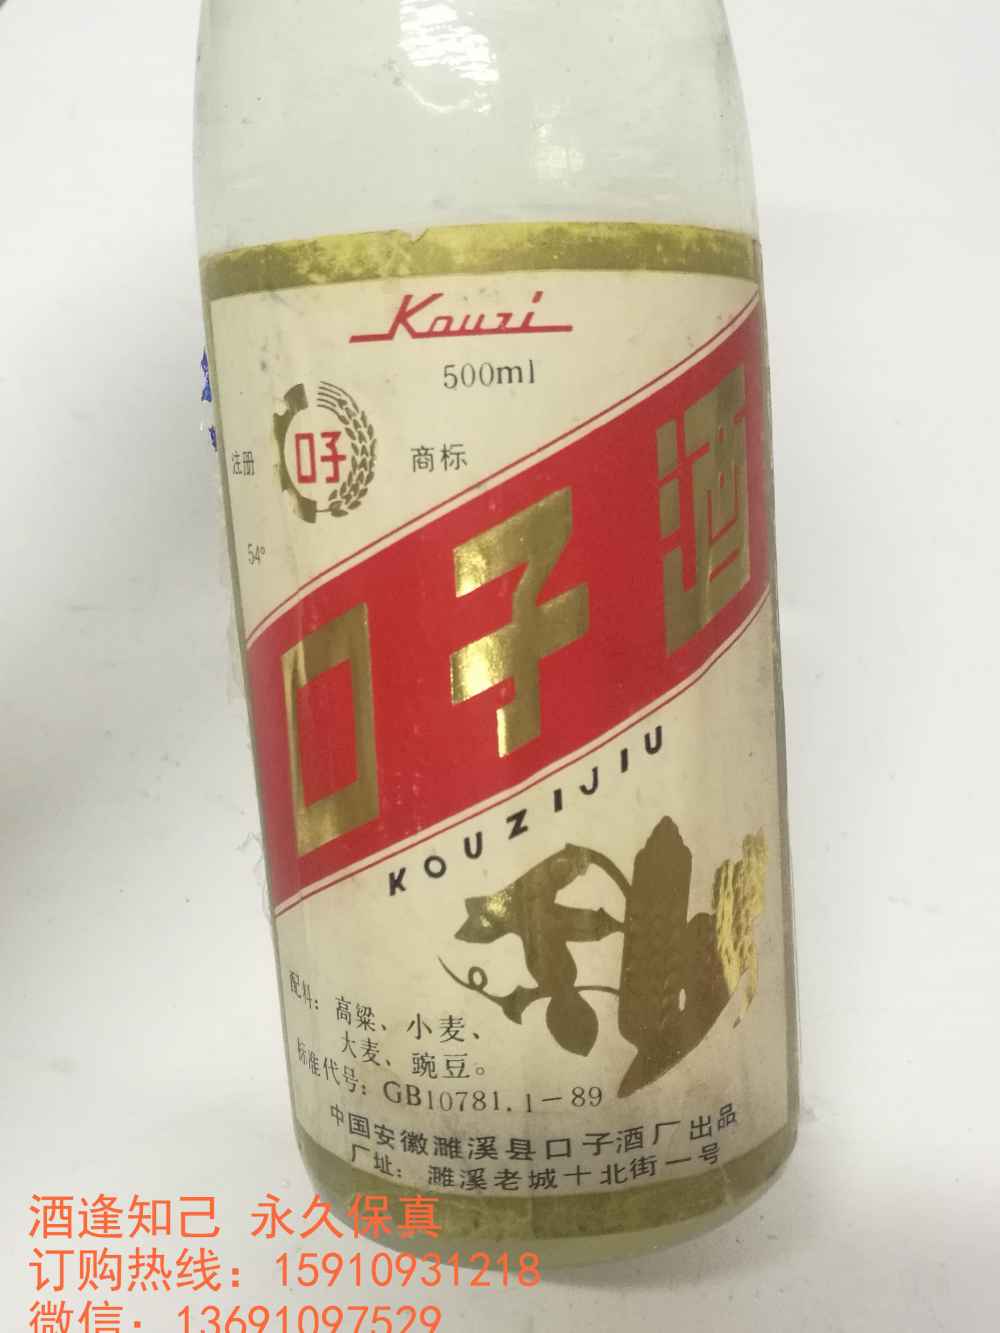 Kouzi
500ml
注册
口子
商标
54°
口子酒
KOUZIJIU
配料：高粱、小麦、
大麦、豌豆。
标准代号：GB10781.1-89
中国安徽濉溪县口子酒厂出品
厂址：濉溪老城十北街一号
酒逢知己 永久保真
订购热线：15910931218
微信：13691097529